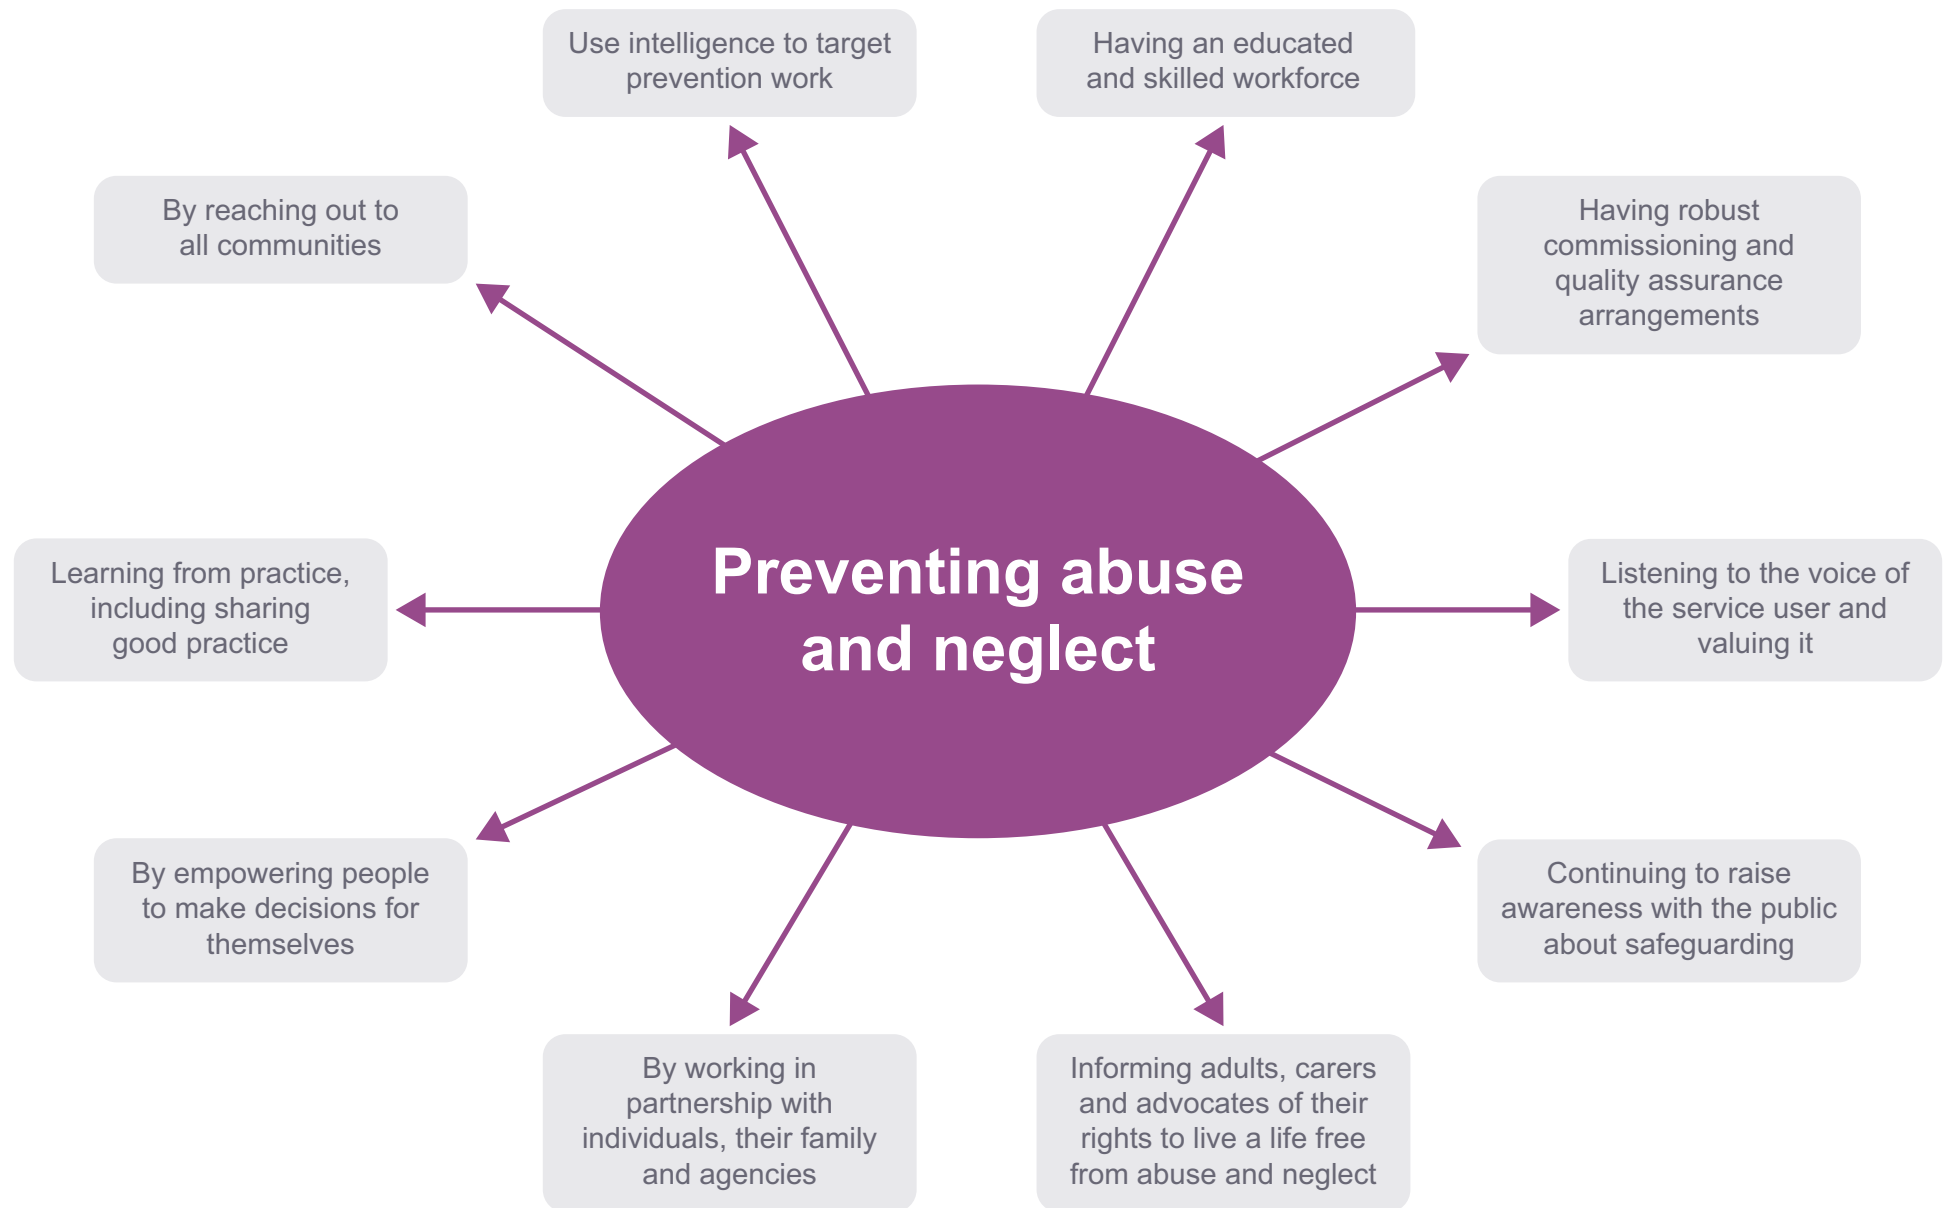 Use intelligence to target
prevention work
Having an educated
and skilled workforce
By reaching out to
all communities
Having robust
commissioning and
quality assurance
arrangements
Preventing abuse
and neglect
Learning from practice,
including sharing
good practice
Listening to the voice of
the service user and
valuing it
By empowering people
to make decisions for
themselves
Continuing to raise
awareness with the public
about safeguarding
By working in
partnership with
individuals, their family
and agencies
Informing adults, carers
and advocates of their
rights to live a life free
from abuse and neglect